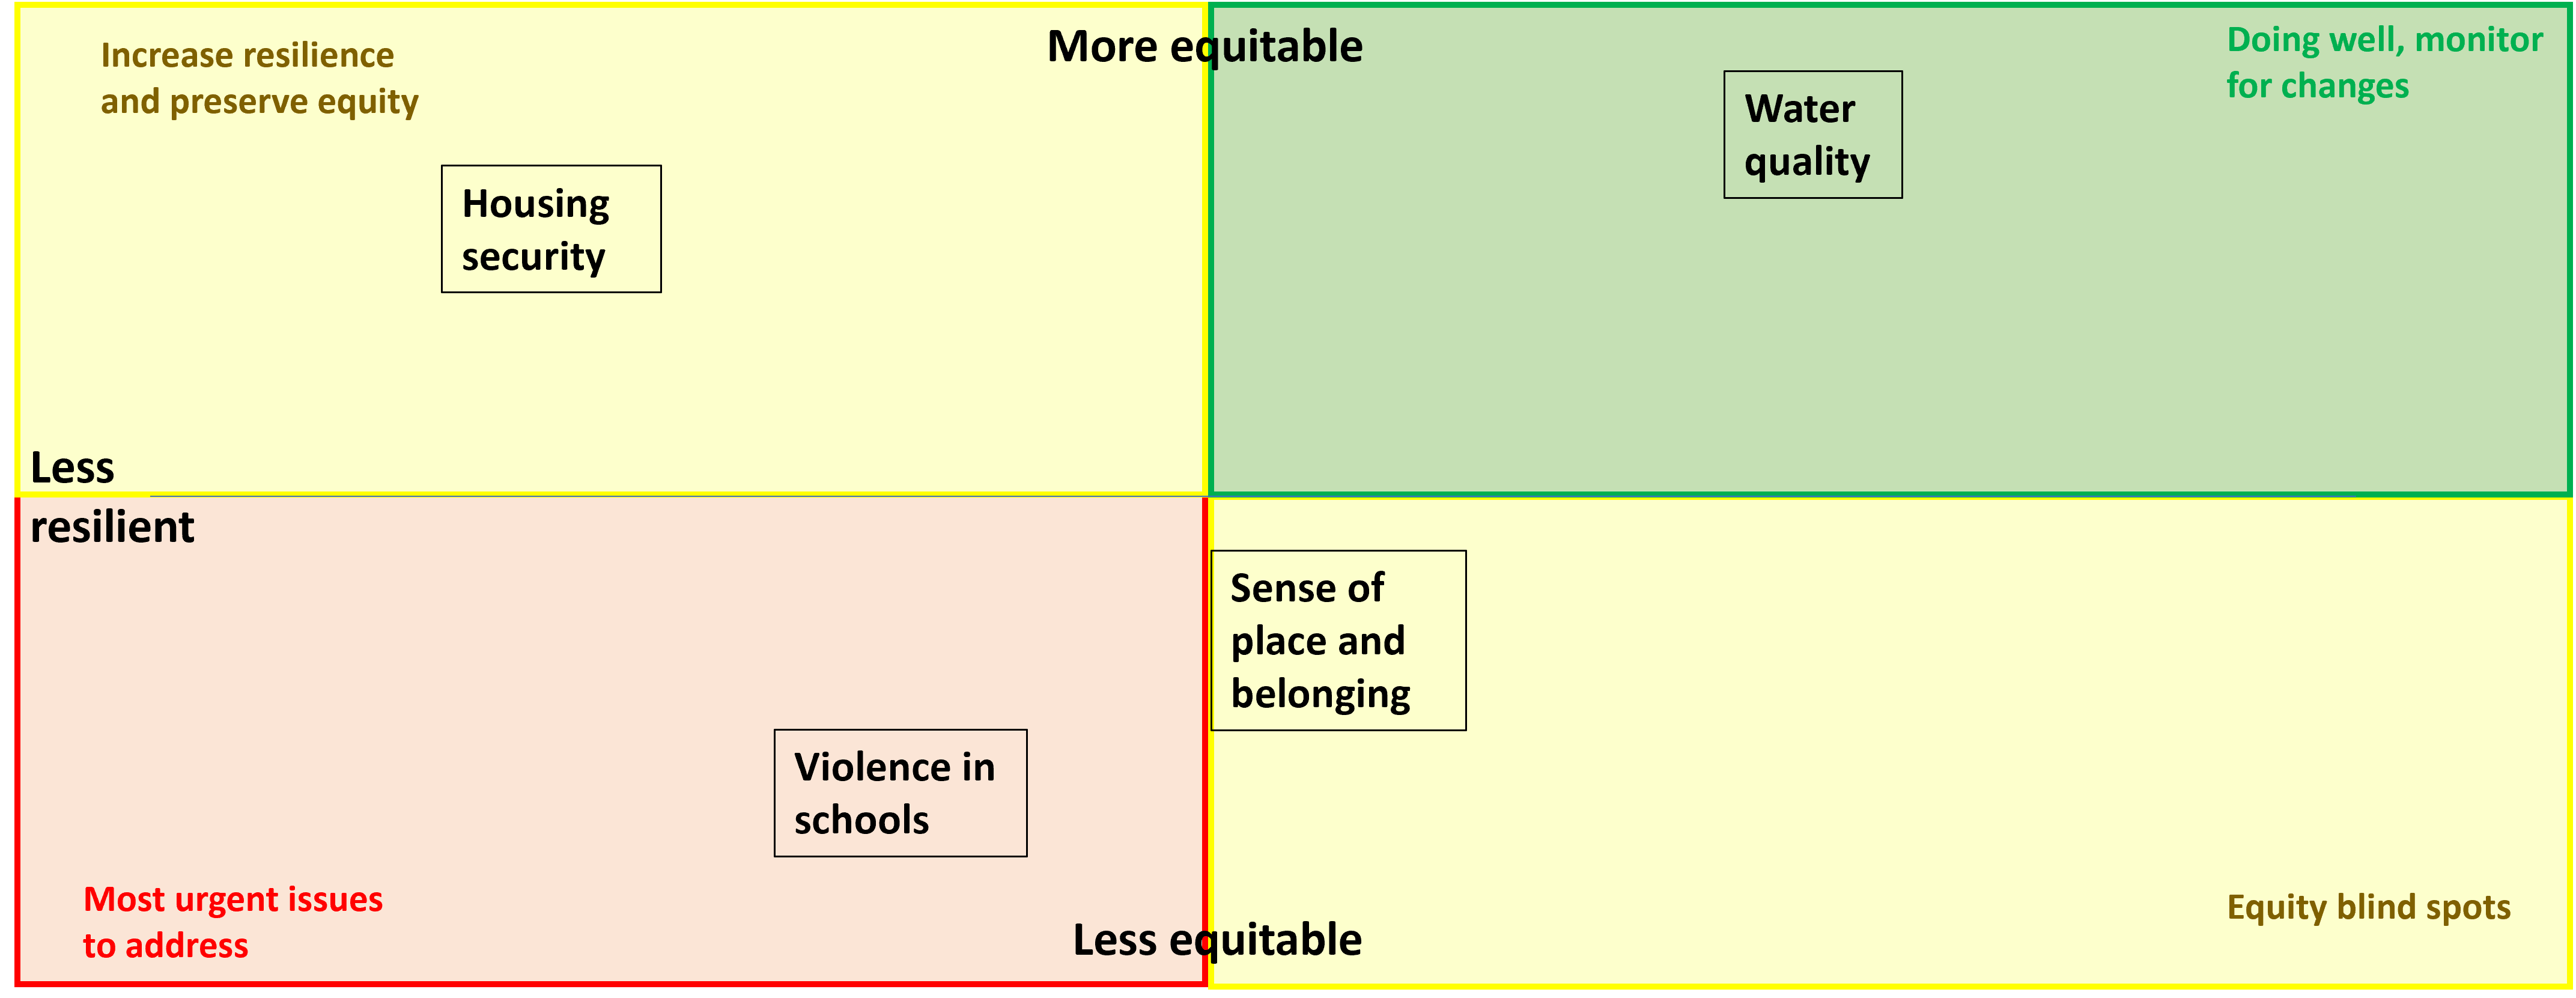 More equitable
Increase resilience
and preserve equity
Doing well, monitor
for changes
Water
quality
Housing
security
Less
resilient
Sense of
place and
belonging
Violence in
schools
Most urgent issues
to address
Less equitable
Equity blind spots